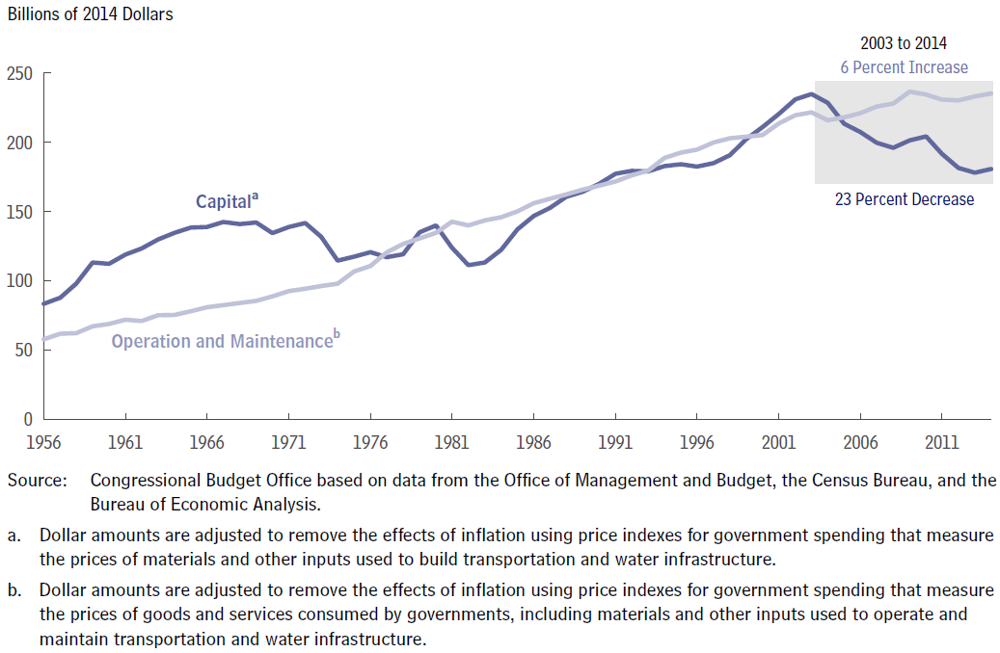 Billions of 2014 Dollars
2003 to 2014
6 Percent Increase
250
200
Capitala
23 Percent Decrease
150
100
Operation and Maintenanceb
50
0
1956 1961 1966 1971 1976 1981 1986 1991 1996 2001 2006 2011
Source: Congressional Budget Office based on data from the Office of Management and Budget, the Census Bureau, and the
Bureau of Economic Analysis.
a. Dollar amounts are adjusted to remove the effects of inflation using price indexes for government spending that measure
the prices of materials and other inputs used to build transportation and water infrastructure.
b. Dollar amounts are adjusted to remove the effects of inflation using price indexes for government spending that measure
the prices of goods and services consumed by governments, including materials and other inputs used to operate and
maintain transportation and water infrastructure.